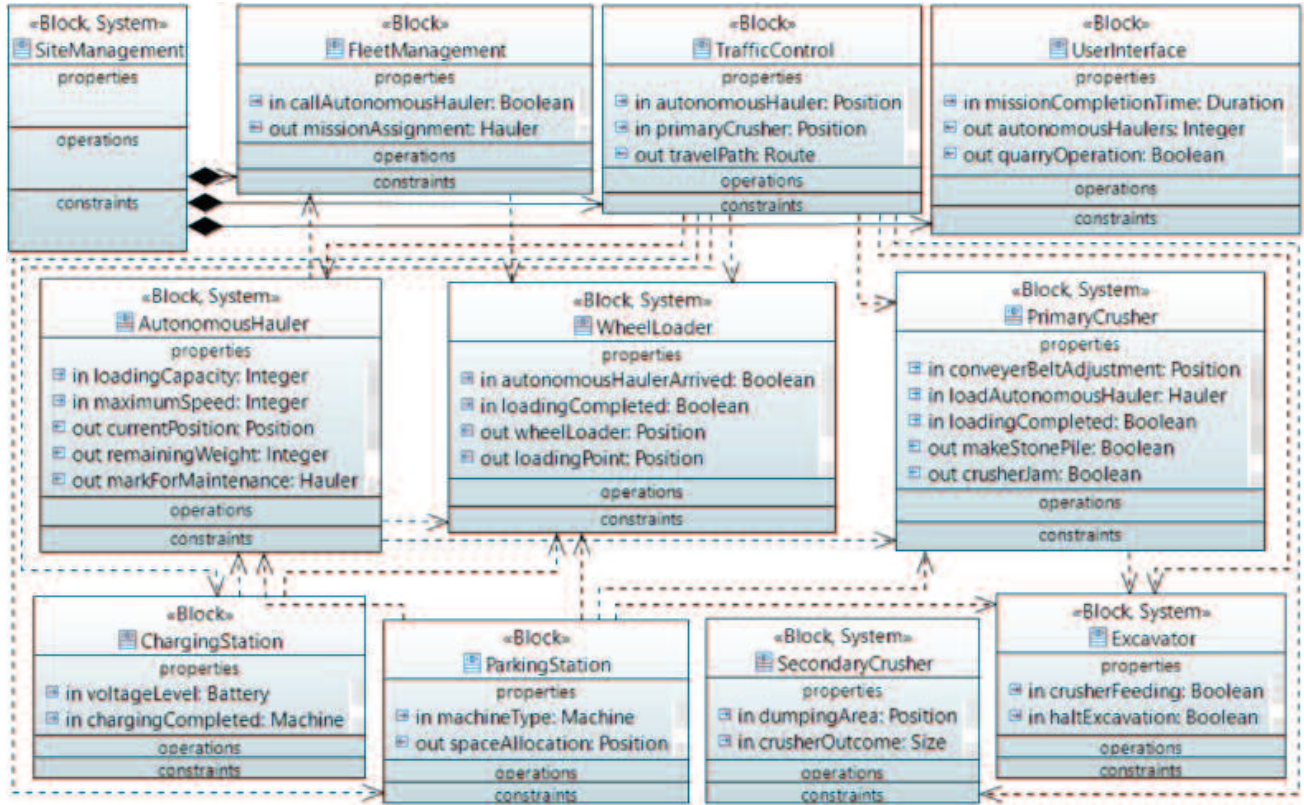 «Block, System»
SiteManagement
properties
operations
constraints
«Block»
FleetManagement
properties
in callAutonomousHauler: Boolean
out missionAssignment: Hauler
operations
constraints
«Block»
TrafficControl
properties
in autonomousHauler: Position
in primaryCrusher: Position
out travelPath: Route
operations
constraints
«Block»
UserInterface
properties
in missionCompletionTime: Duration
out autonomousHaulers: Integer
out quarryOperation: Boolean
operations
constraints
«Block, System»
AutonomousHauler
properties
in loadingCapacity: Integer
in maximumSpeed: Integer
out currentPosition: Position
out remainingWeight: Integer
out markForMaintenance: Hauler
operations
constraints
«Block, System»
WheelLoader
properties
in autonomousHaulerArrived: Boolean
in loadingCompleted: Boolean
out wheelLoader: Position
out loadingPoint: Position
operations
constraints
«Block, System»
PrimaryCrusher
properties
in conveyerBeltAdjustment: Position
in loadAutonomousHauler: Hauler
in loadingCompleted: Boolean
out makeStonePile: Boolean
out crusherJam: Boolean
operations
constraints
«Block»
ChargingStation
properties
in voltageLevel: Battery
in chargingCompleted: Machine
operations
constraints
«Block»
ParkingStation
properties
in machineType: Machine
out spaceAllocation: Position
operations
constraints
«Block, System»
SecondaryCrusher
properties
in dumpingArea: Position
in crusherOutcome: Size
operations
constraints
«Block, System»
Excavator
properties
in crusherFeeding: Boolean
in haltExcavation: Boolean
operations
constraints